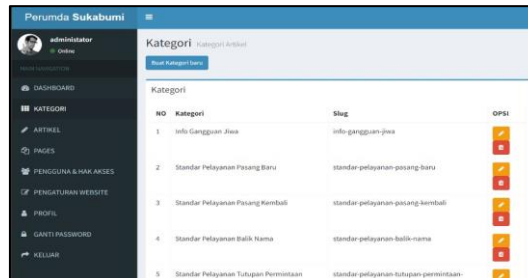 Perumda Sukabumi
administator
Online
MAIN NAVIGATION
DASHBOARD
KATEGORI
ARTIKEL
PAGES
PENGGUNA & HAK AKSES
PENGATURAN WEBSITE
PROFIL
GANTI PASSWORD
KELUAR
Kategori Kategori Artikel
Buat Kategori baru
Kategori
NO Kategori Slug OPSI
1 Info Gangguan Jiwa info-gangguan-jiwa
2 Standar Pelayanan Pasang Baru standar-pelayanan-pasang-baru
3 Standar Pelayanan Pasang Kembali standar-pelayanan-pasang-kembali
4 Standar Pelayanan Balik Nama standar-pelayanan-balik-nama
5 Standar Pelayanan Tutupan Permintaan standar-pelayanan-tutupan-permintaan-